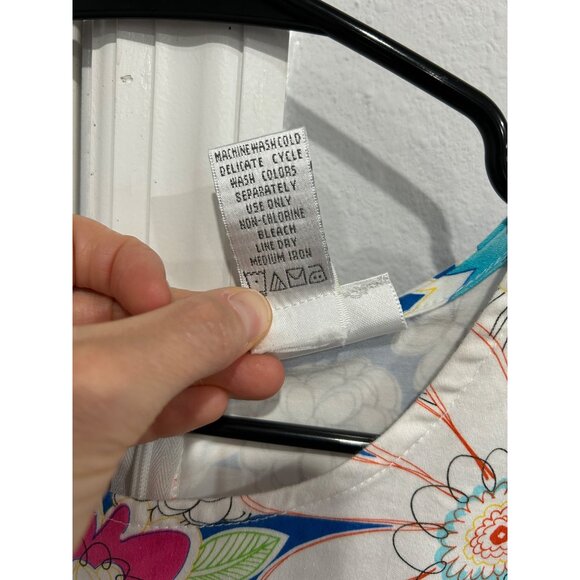 MACHINE WASH COLD
DELICATE CYCLE
WASH COLORS
SEPARATELY
USE ONLY
NON-CHLORINE
BLEACH
LINE DRY
MEDIUM IRON